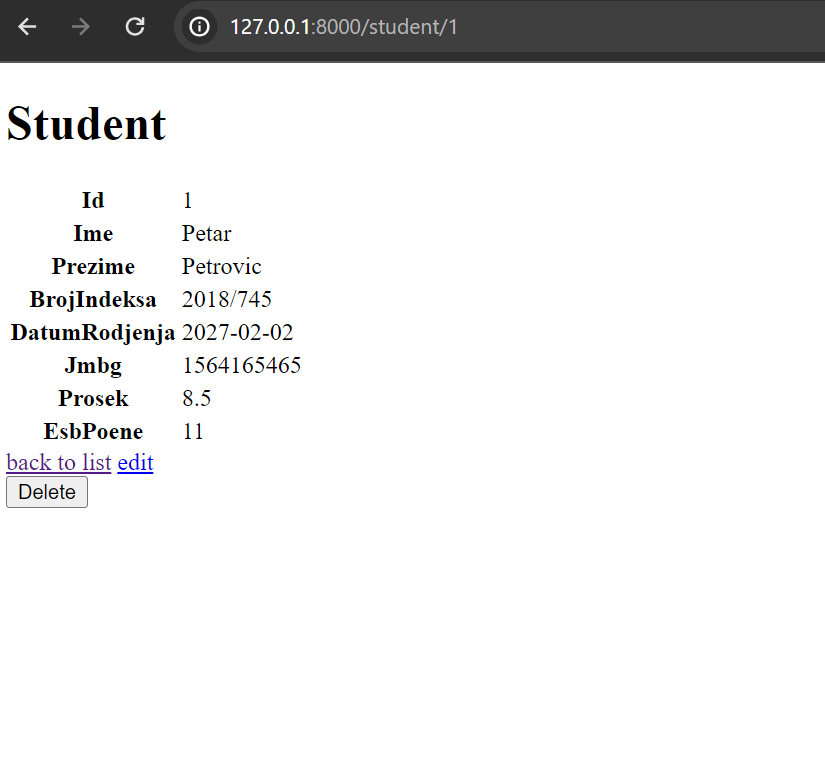 127.0.0.1:8000/student/1
Student
Id 1
Ime Petar
Prezime Petrovic
BrojIndeksa 2018/745
DatumRodjenja 2027-02-02
Jmbg 1564165465
Prosek 8.5
EsbPoene 11
back to list edit
Delete